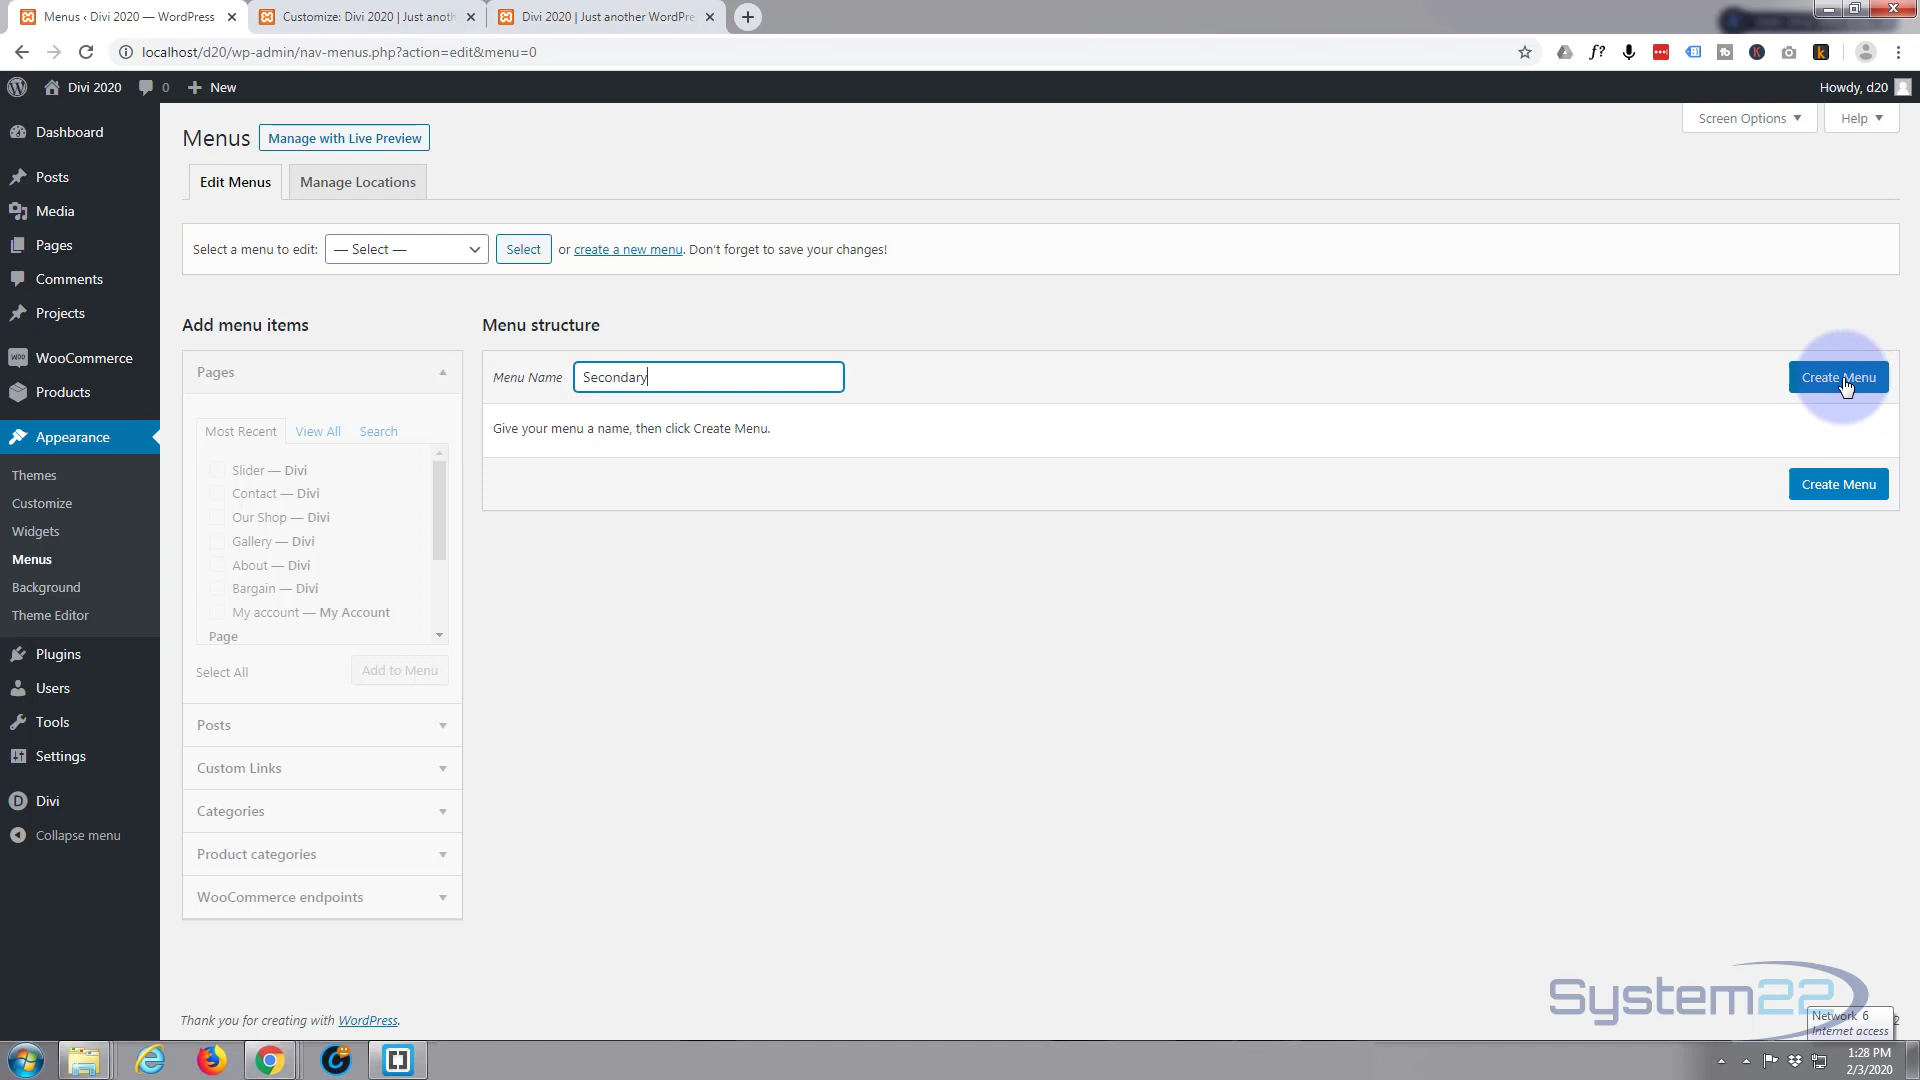 Menus ‹ Divi 2020 — WordPress
Customize: Divi 2020 | Just anoth
Divi 2020 | Just another WordPre
localhost/d20/wp-admin/nav-menus.php?action=edit&menu=0
Divi 2020
0
New
Howdy, d20
Screen Options
Help
Menus
Manage with Live Preview
Edit Menus
Manage Locations
Select a menu to edit:
— Select —
Select
or create a new menu. Don't forget to save your changes!
Dashboard
Posts
Media
Pages
Comments
Projects
WooCommerce
Products
Appearance
Themes
Customize
Widgets
Menus
Background
Theme Editor
Plugins
Users
Tools
Settings
Divi
Collapse menu
Add menu items
Pages
Most Recent
View All
Search
Slider — Divi
Contact — Divi
Our Shop — Divi
Gallery — Divi
About — Divi
Bargain — Divi
My account — My Account
Page
Select All
Add to Menu
Posts
Custom Links
Categories
Product categories
WooCommerce endpoints
Menu structure
Menu Name
Secondary
Create Menu
Give your menu a name, then click Create Menu.
Create Menu
Thank you for creating with WordPress.
System22
Network 6
Internet access
2
1:28 PM
2/3/2020